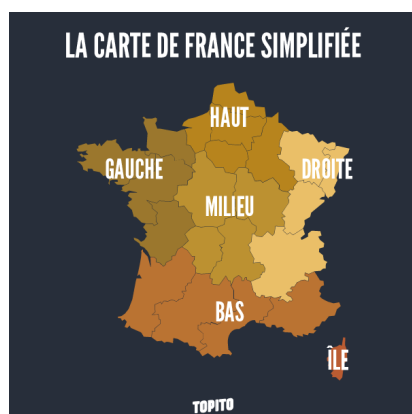 LA CARTE DE FRANCE SIMPLIFIÉE
HAUT
GAUCHE
DROITE
MILIEU
BAS
ÎLE
TOPITO